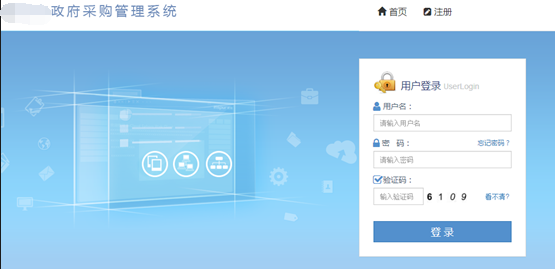 政府采购管理系统
首页 注册
用户登录 UserLogin
用户名：
请输入用户名
密 码： 忘记密码？
请输入密码
验证码：
输入验证码 6 1 0 9 看不清?
登 录